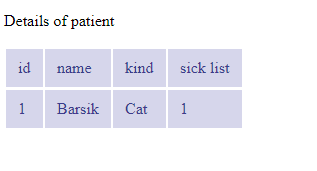 Details of patient
id name kind sick list
1 Barsik Cat 1